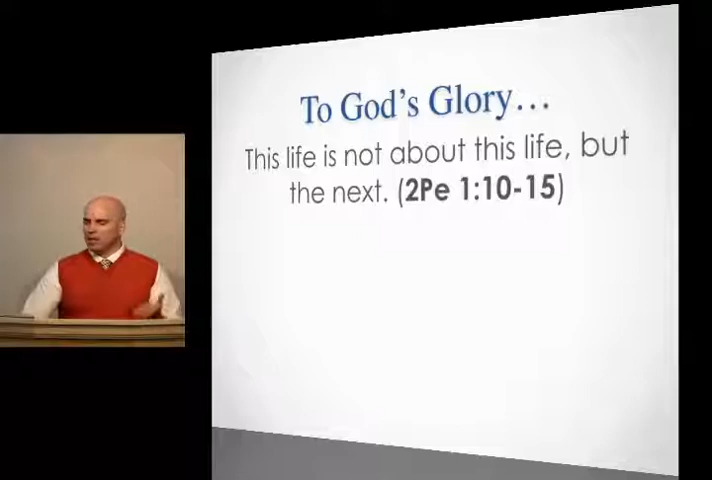 To God's Glory…
This life is not about this life, but
the next. (2Pe 1:10-15)